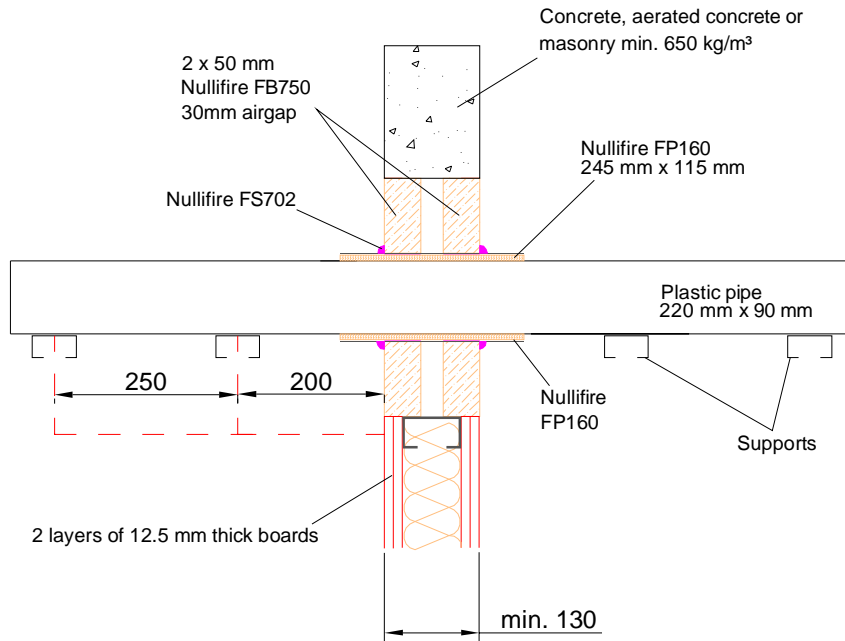 Concrete, aerated concrete or
masonry min. 650 kg/m³
2 x 50 mm
Nullifire FB750
30mm airgap
Nullifire FP160
245 mm x 115 mm
Nullifire FS702
Plastic pipe
220 mm x 90 mm
250
200
Nullifire
FP160
Supports
2 layers of 12.5 mm thick boards
min. 130